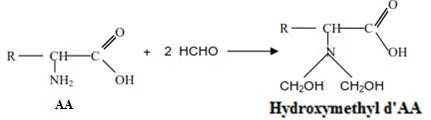 R — CH — C
O
OH
NH2
AA
+ 2 HCHO
R — CH — C
O
OH
N
CH2OH CH2OH
Hydroxymethyl d'AA